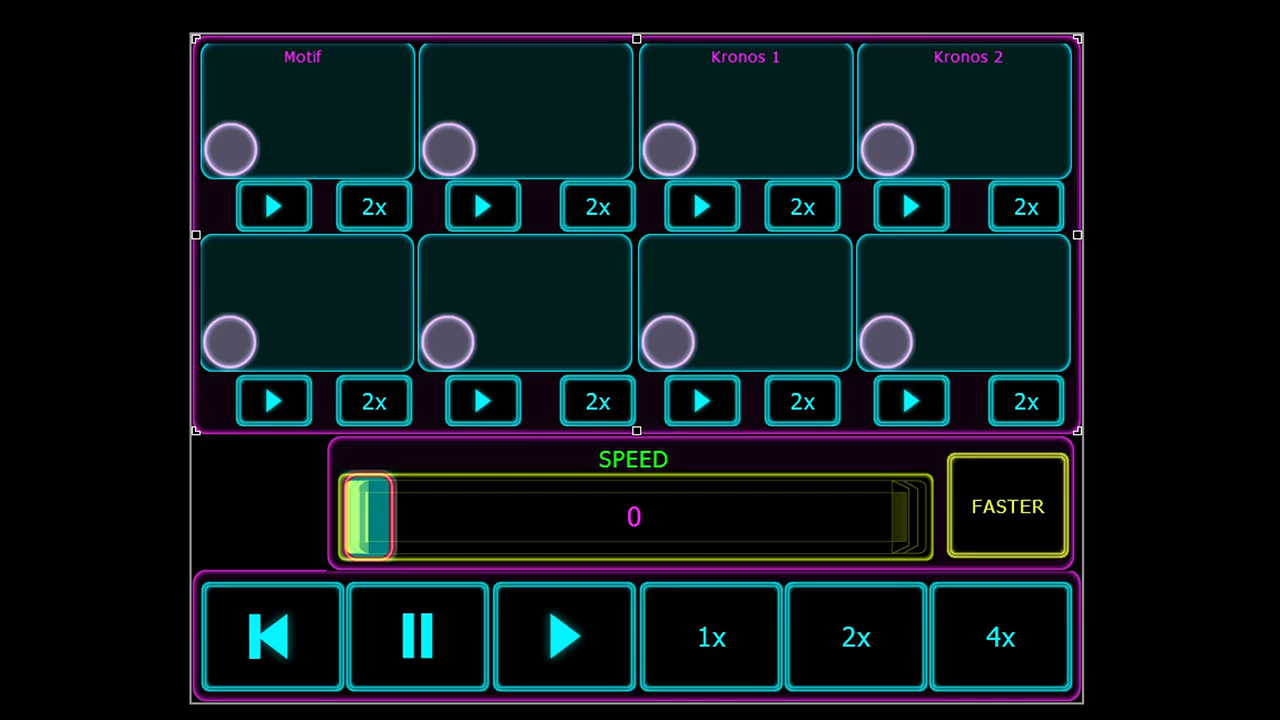 Motif Kronos 1 Kronos 2
2x 2x 2x 2x
2x 2x 2x 2x
SPEED
0
FASTER
1x 2x 4x